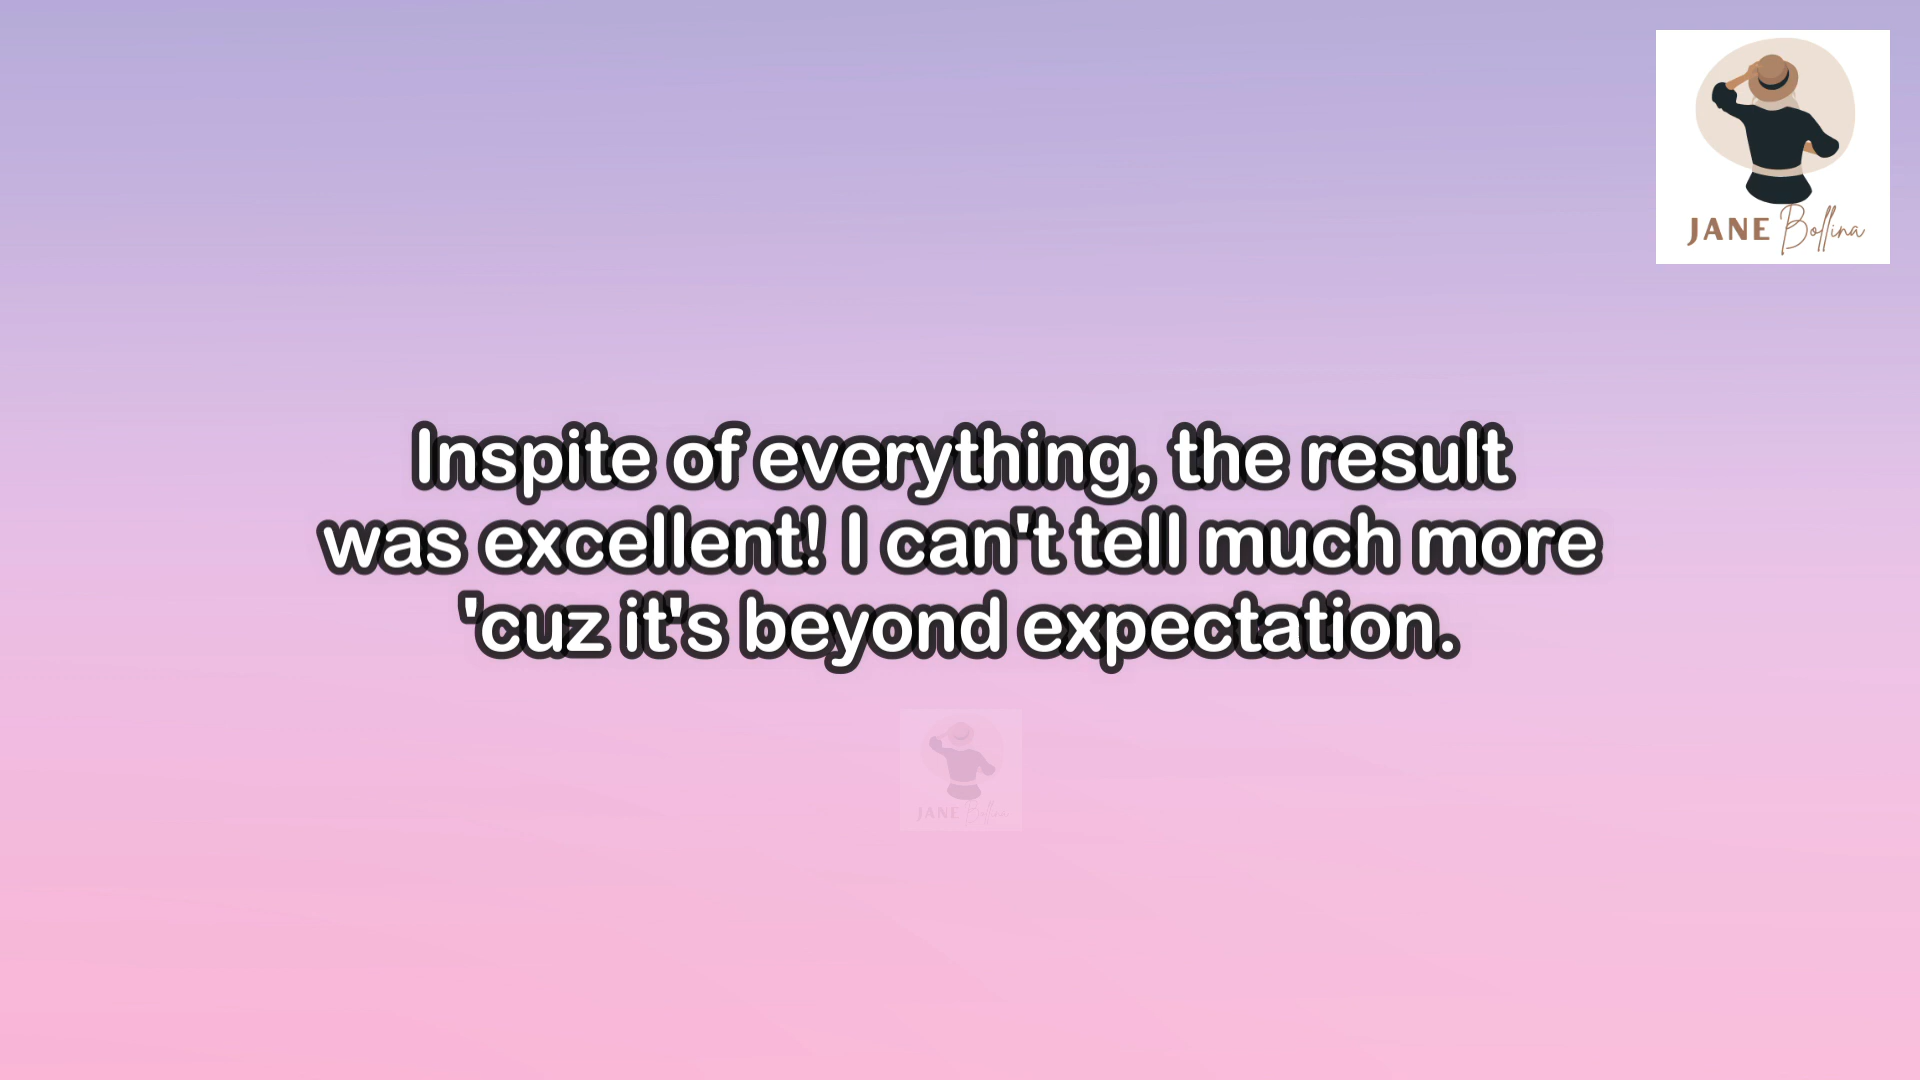 JANE Bollina
Inspite of everything, the result
was excellent! I can't tell much more
'cuz it's beyond expectation.
JANE Bollina